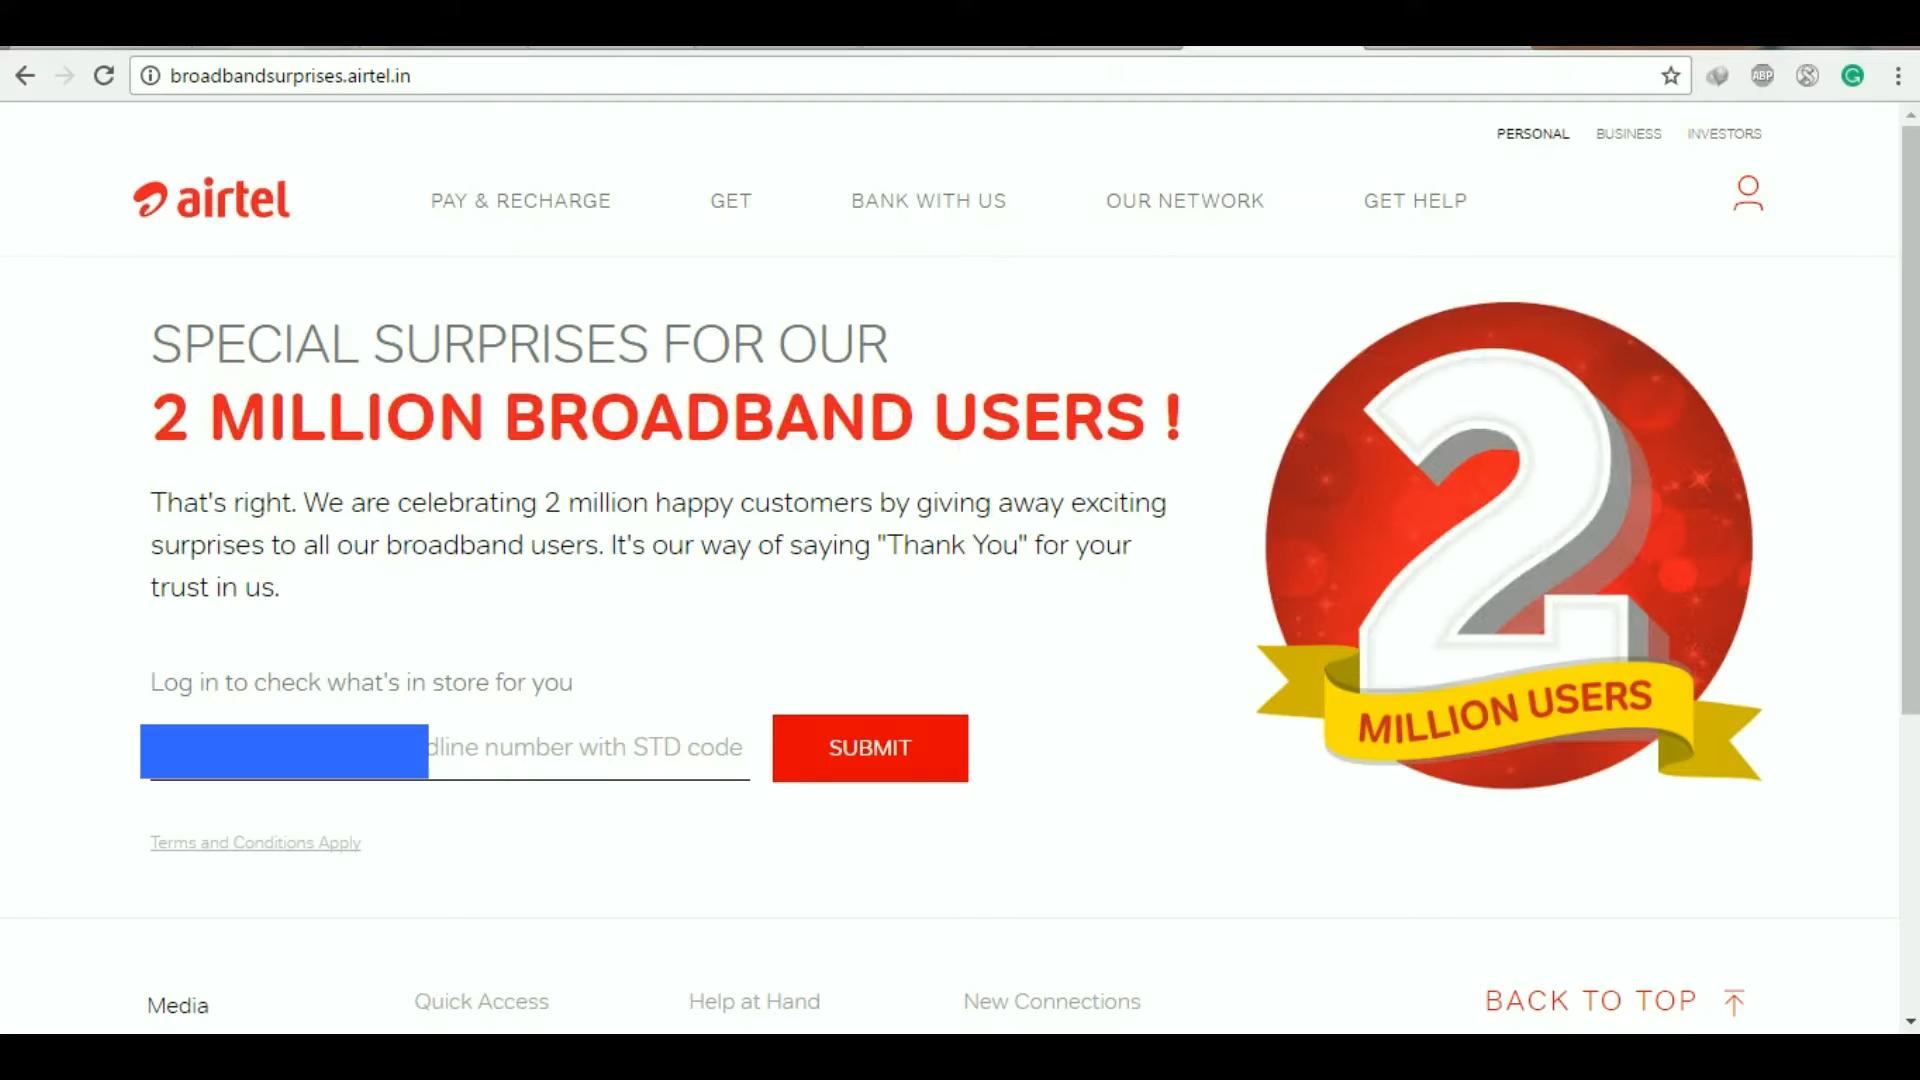 broadbandsurprises.airtel.in
ABP
PERSONAL BUSINESS INVESTORS
airtel PAY & RECHARGE GET BANK WITH US OUR NETWORK GET HELP
SPECIAL SURPRISES FOR OUR
2 MILLION BROADBAND USERS !
That's right. We are celebrating 2 million happy customers by giving away exciting
surprises to all our broadband users. It's our way of saying "Thank You" for your
trust in us.
2
MILLION USERS
Log in to check what's in store for you
number with STD code SUBMIT
Terms and Conditions Apply
Media Quick Access Help at Hand New Connections BACK TO TOP